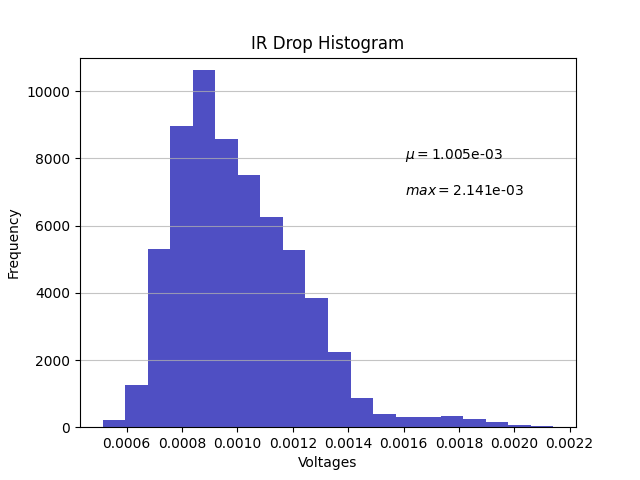 IR Drop Histogram
10000
8000
6000
4000
2000
0
Frequency
μ = 1.005e-03
max = 2.141e-03
0.0006 0.0008 0.0010 0.0012 0.0014 0.0016 0.0018 0.0020 0.0022
Voltages